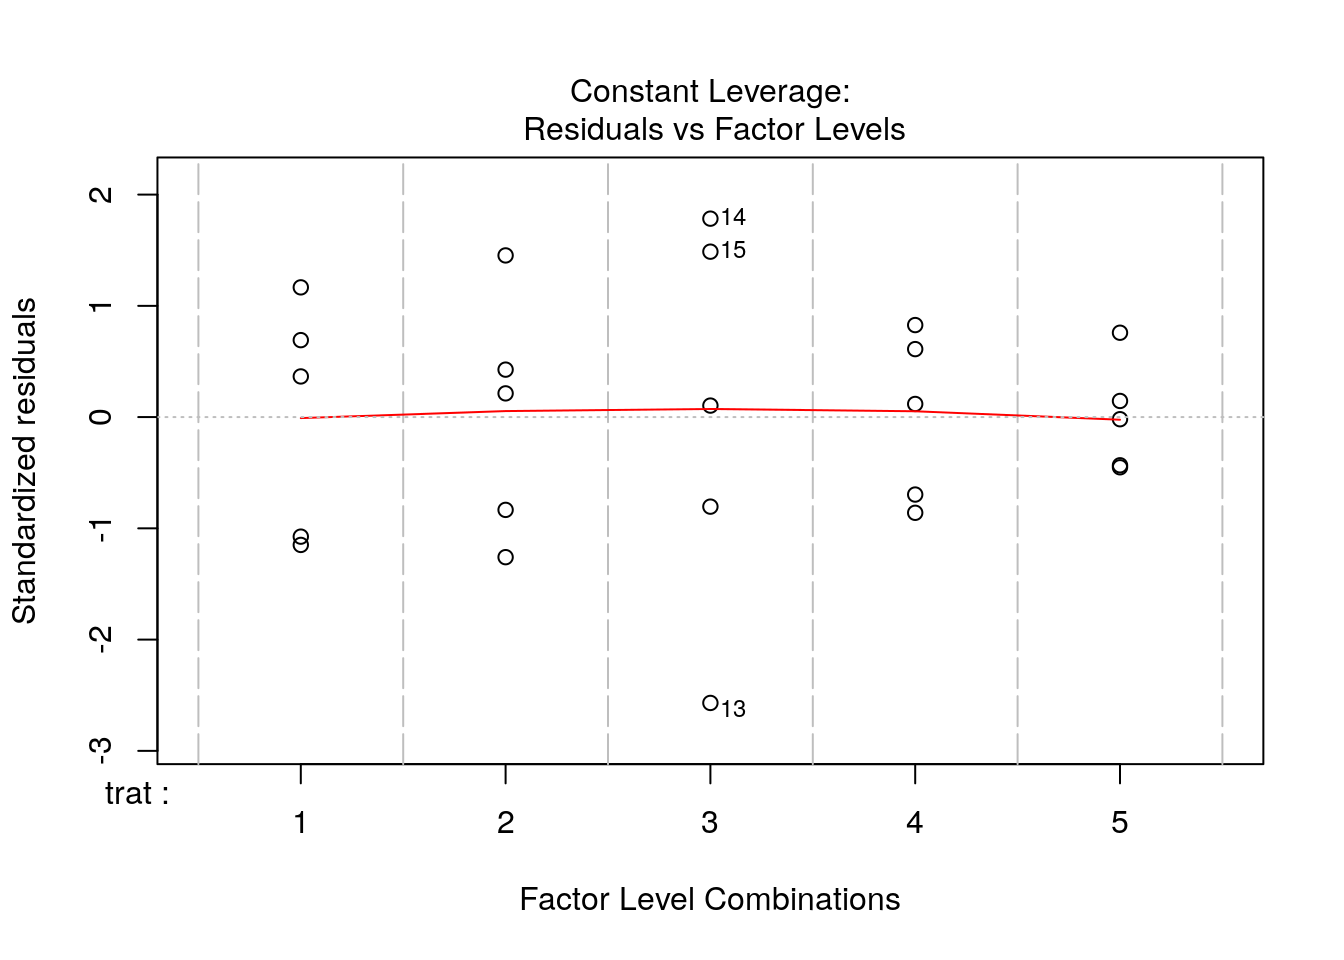 Constant Leverage:
Residuals vs Factor Levels
Standardized residuals
2
1
0
-1
-2
-3
14
15
13
trat :
1 2 3 4 5
Factor Level Combinations